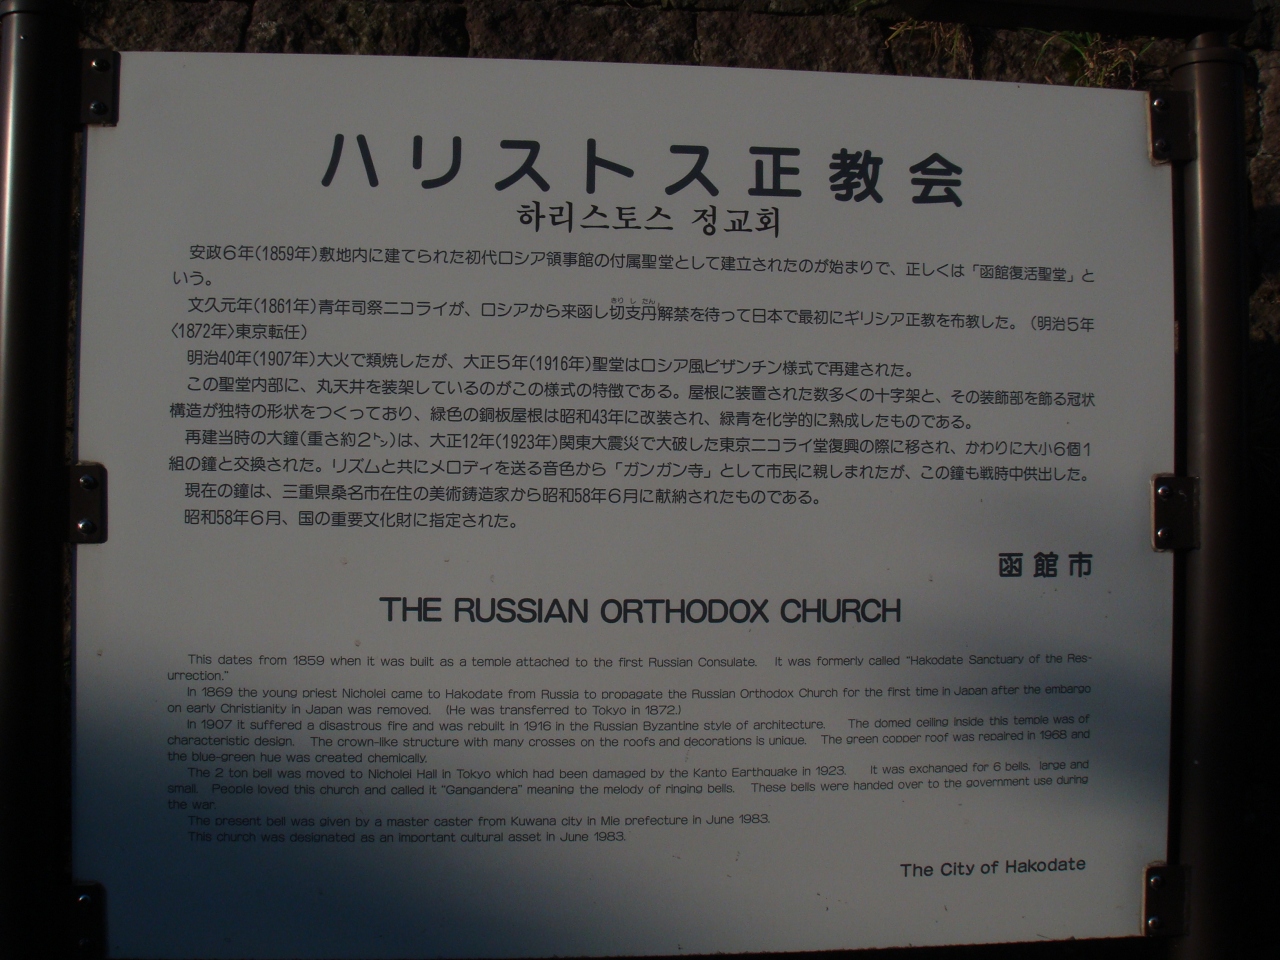 ハリストス正教会
하리스토스 정교회
安政6年(1859年)敷地内に建てられた初代ロシア領事館の付属聖堂として建立されたのが始まりで、正しくは「函館復活聖堂」と
いう。
きりしたん
文久元年(1861年)青年司祭ニコライが、ロシアから来函し切支丹解禁を待って日本で最初にギリシア正教を布教した。(明治5年
〈1872年〉東京転任)
明治40年(1907年)大火で類焼したが、大正5年(1916年)聖堂はロシア風ビザンチン様式で再建された。
この聖堂内部に、丸天井を装架しているのがこの様式の特徴である。屋根に装置された数多くの十字架と、その装飾部を飾る冠状
構造が独特の形状をつくっており、緑色の銅板屋根は昭和43年に改装され、緑青を化学的に熟成したものである。
再建当時の大鐘(重さ約2㌧)は、大正12年(1923年)関東大震災で大破した東京ニコライ堂復興の際に移され、かわりに大小6個1
組の鐘と交換された。リズムと共にメロディを送る音色から「ガンガン寺」として市民に親しまれたが、この鐘も戦時中供出した。
現在の鐘は、三重県桑名市在住の美術鋳造家から昭和58年6月に献納されたものである。
昭和58年6月、国の重要文化財に指定された。
函館市
THE RUSSIAN ORTHODOX CHURCH
This dates from 1859 when it was built as a temple attached to the first Russian Consulate. It was formerly called "Hakodate Sanctuary of the Res-
urrection."
In 1869 the young priest Nicholei came to Hakodate from Russia to propagate the Russian Orthodox Church for the first time in Japan after the embargo
on early Christianity in Japan was removed. (He was transferred to Tokyo in 1872.)
In 1907 it suffered a disastrous fire and was rebuilt in 1916 in the Russian Byzantine style of architecture. The domed ceiling inside this temple was of
characteristic design. The crown-like structure with many crosses on the roofs and decorations is unique. The green copper roof was repaired in 1968 and
the blue-green hue was created chemically.
The 2 ton bell was moved to Nicholei Hall in Tokyo which had been damaged by the Kanto Earthquake in 1923. It was exchanged for 6 bells. large and
small. People loved this church and called it "Gangandera" meaning the melody of ringing bells. These bells were handed over to the government use during
the war.
The present bell was given by a master caster from Kuwana city in Mie prefecture in June 1983.
This church was designated as an important cultural asset in June 1983.
The City of Hakodate